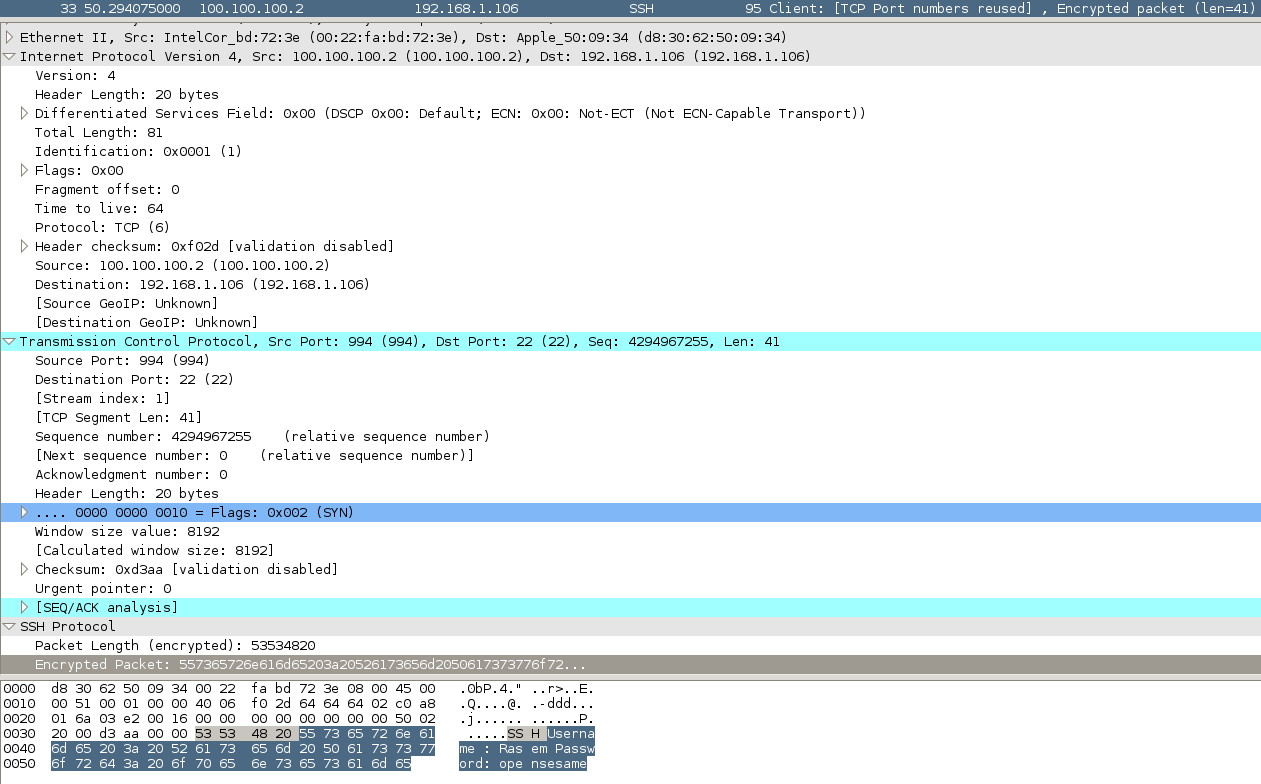 33 50.294075000 100.100.100.2 192.168.1.106 SSH 95 Client: [TCP Port numbers reused] , Encrypted packet (len=41)
Ethernet II, Src: IntelCor_bd:72:3e (00:22:fa:bd:72:3e), Dst: Apple_50:09:34 (d8:30:62:50:09:34)
Internet Protocol Version 4, Src: 100.100.100.2 (100.100.100.2), Dst: 192.168.1.106 (192.168.1.106)
Version: 4
Header Length: 20 bytes
Differentiated Services Field: 0x00 (DSCP 0x00: Default; ECN: 0x00: Not-ECT (Not ECN-Capable Transport))
Total Length: 81
Identification: 0x0001 (1)
Flags: 0x00
Fragment offset: 0
Time to live: 64
Protocol: TCP (6)
Header checksum: 0xf02d [validation disabled]
Source: 100.100.100.2 (100.100.100.2)
Destination: 192.168.1.106 (192.168.1.106)
[Source GeoIP: Unknown]
[Destination GeoIP: Unknown]
Transmission Control Protocol, Src Port: 994 (994), Dst Port: 22 (22), Seq: 4294967255, Len: 41
Source Port: 994 (994)
Destination Port: 22 (22)
[Stream index: 1]
[TCP Segment Len: 41]
Sequence number: 4294967255 (relative sequence number)
[Next sequence number: 0 (relative sequence number)]
Acknowledgment number: 0
Header Length: 20 bytes
.... 0000 0000 0010 = Flags: 0x002 (SYN)
Window size value: 8192
[Calculated window size: 8192]
Checksum: 0xd3aa [validation disabled]
Urgent pointer: 0
[SEQ/ACK analysis]
SSH Protocol
Packet Length (encrypted): 53534820
Encrypted Packet: 557365726e616d65203a20526173656d2050617373776f72...
0000 d8 30 62 50 09 34 00 22 fa bd 72 3e 08 00 45 00 .0bP.4." ..r>..E.
0010 00 51 00 01 00 00 40 06 f0 2d 64 64 64 02 c0 a8 .Q....@. .-ddd...
0020 01 6a 03 e2 00 16 00 00 00 00 00 00 00 00 50 02 .j...... ......P.
0030 20 00 d3 aa 00 00 53 53 48 20 55 73 65 72 6e 61 .....SS H Userna
0040 6d 65 20 3a 20 52 61 73 65 6d 20 50 61 73 73 77 me : Ras em Passw
0050 6f 72 64 3a 20 6f 70 65 6e 73 65 73 61 6d 65 ord: ope nsesame